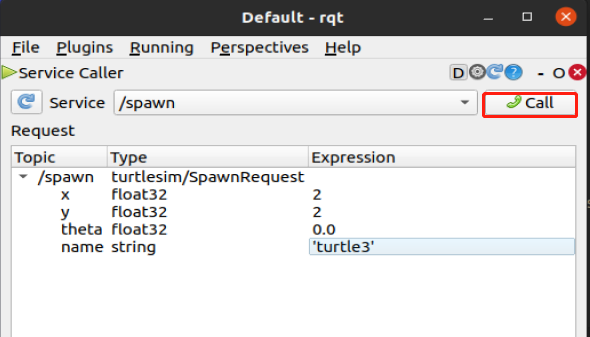 Default - rqt
File Plugins Running Perspectives Help
Service Caller D - O
Service /spawn Call
Request
Topic Type Expression
/spawn turtlesim/SpawnRequest
x float32 2
y float32 2
theta float32 0.0
name string 'turtle3'